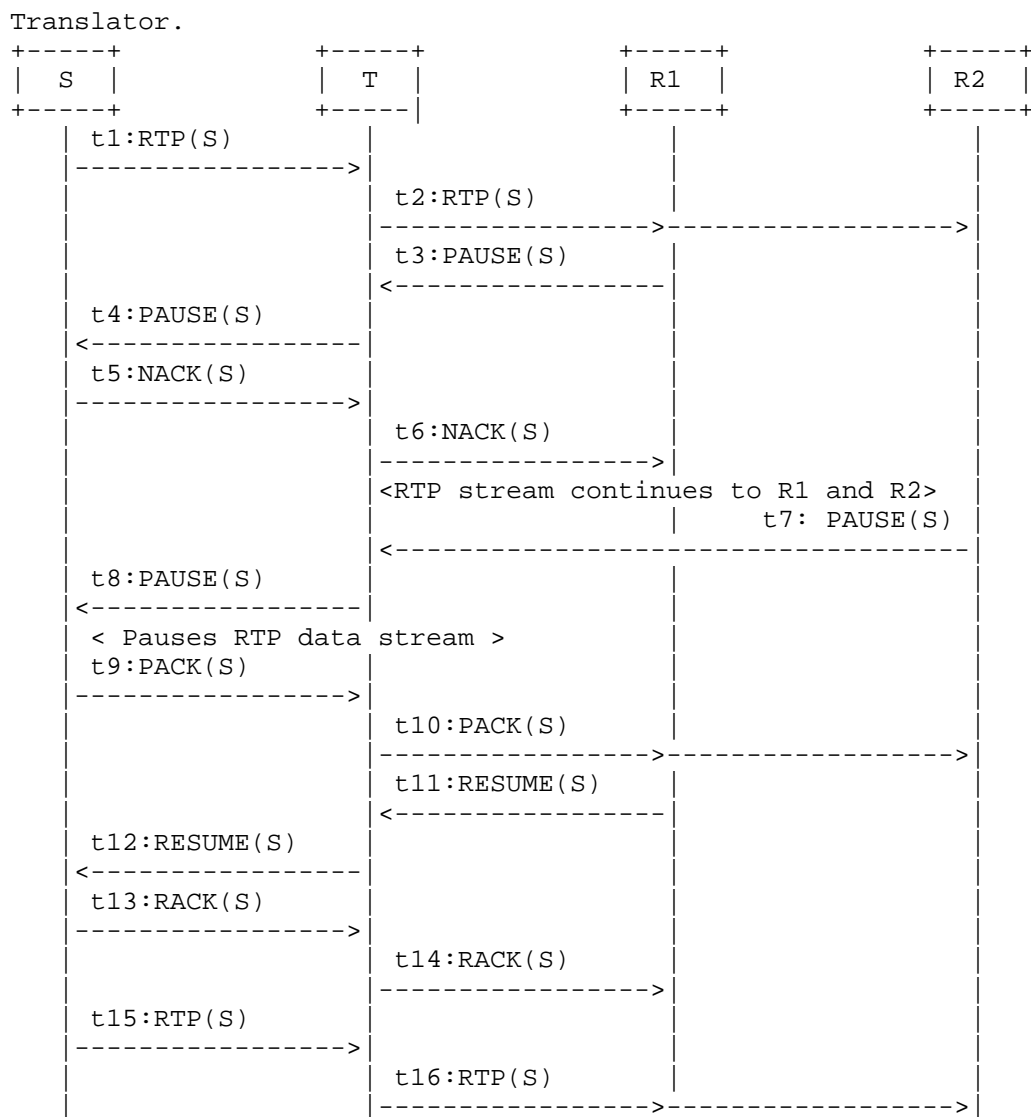 Translator.
S T R1 R2
t1:RTP(S)
t2:RTP(S)
t3:PAUSE(S)
t4:PAUSE(S)
t5:NACK(S)
t6:NACK(S)
<RTP stream continues to R1 and R2>
t7: PAUSE(S)
t8:PAUSE(S)
< Pauses RTP data stream >
t9:PACK(S)
t10:PACK(S)
t11:RESUME(S)
t12:RESUME(S)
t13:RACK(S)
t14:RACK(S)
t15:RTP(S)
t16:RTP(S)